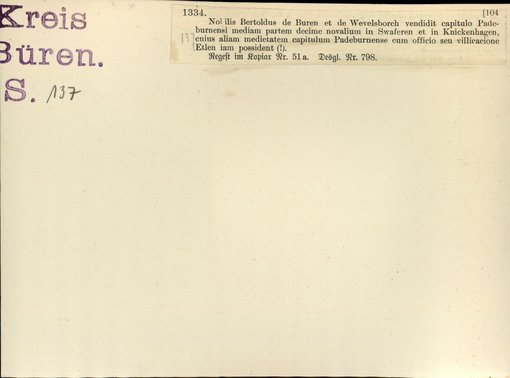 Kreis
Büren.
S. 137
1334. [104
Nobilis Bertoldus de Buren et de Wevelsborch vendidit capitulo Pade-
burnensi mediam partem decime novalium in Swaferen et in Knickenhagen,
[?] cuius aliam medietatem capitulum Padeburnense cum officio seu villicacione
Etlen iam possident (!).
Regest im Kopiar Nr. 51a. Desgl. Nr. 798.